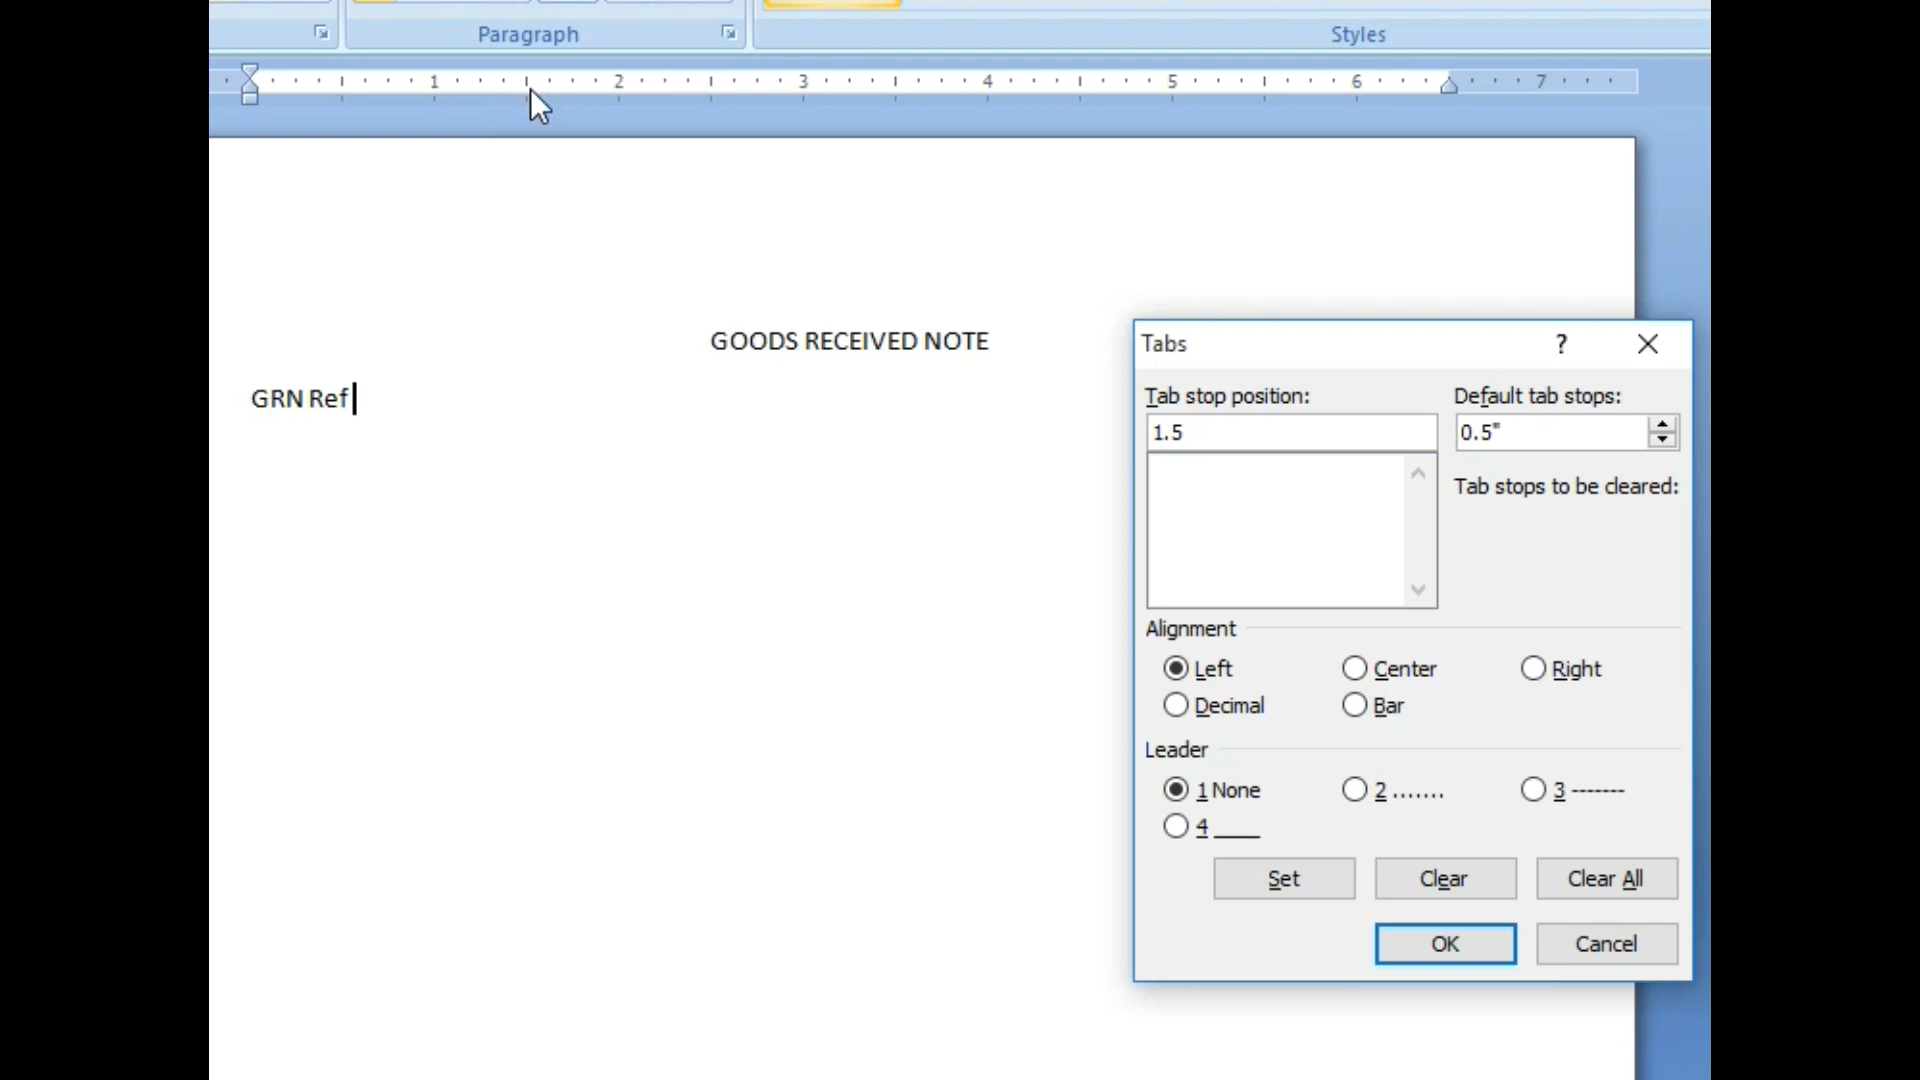 Paragraph
Styles
1 2 3 4 5 6 7
GOODS RECEIVED NOTE
GRN Ref
Tabs ?
Tab stop position:
Default tab stops:
1.5
0.5"
Tab stops to be cleared:
Alignment
Left
Center
Right
Decimal
Bar
Leader
1 None
2 .......
3 -------
4 ____
Set
Clear
Clear All
OK
Cancel